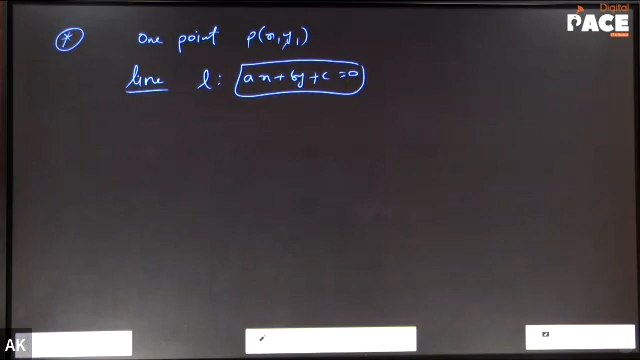 * One point P(x₁,y₁)
line l: ax + by + c = 0
Digital
PACE
AK